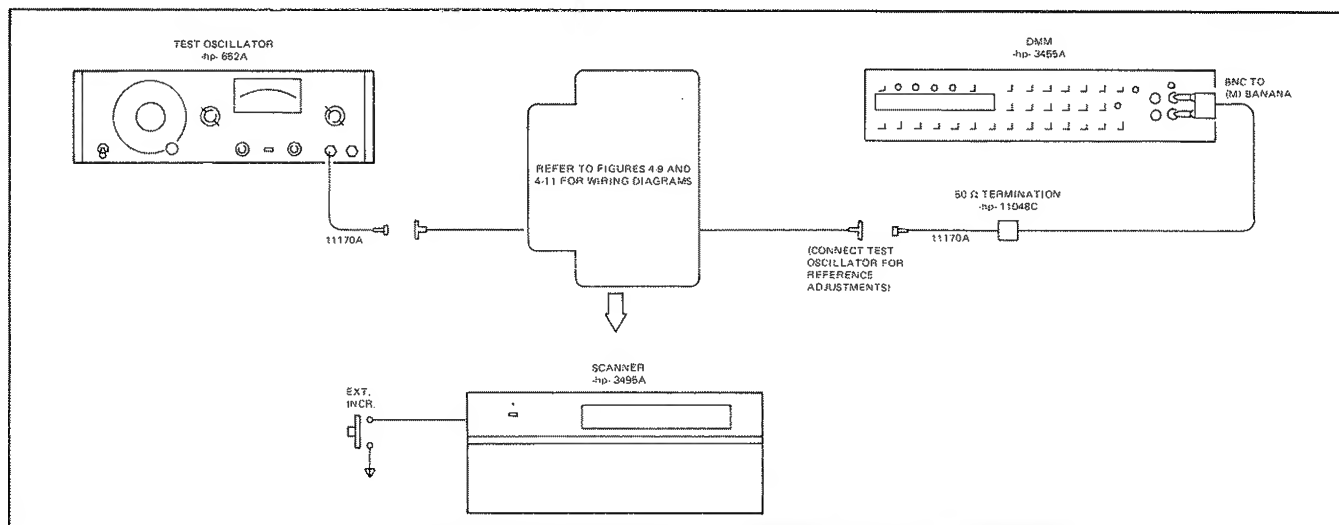 TEST OSCILLATOR
-hp- 652A
DMM
-hp- 3455A
BNC TO
(M) BANANA
REFER TO FIGURES 4-9 AND
4-11 FOR WIRING DIAGRAMS
50 Ω TERMINATION
-hp- 11048C
11170A
11170A
(CONNECT TEST
OSCILLATOR FOR
REFERENCE
ADJUSTMENTS)
SCANNER
-hp- 3495A
EXT.
INCR.